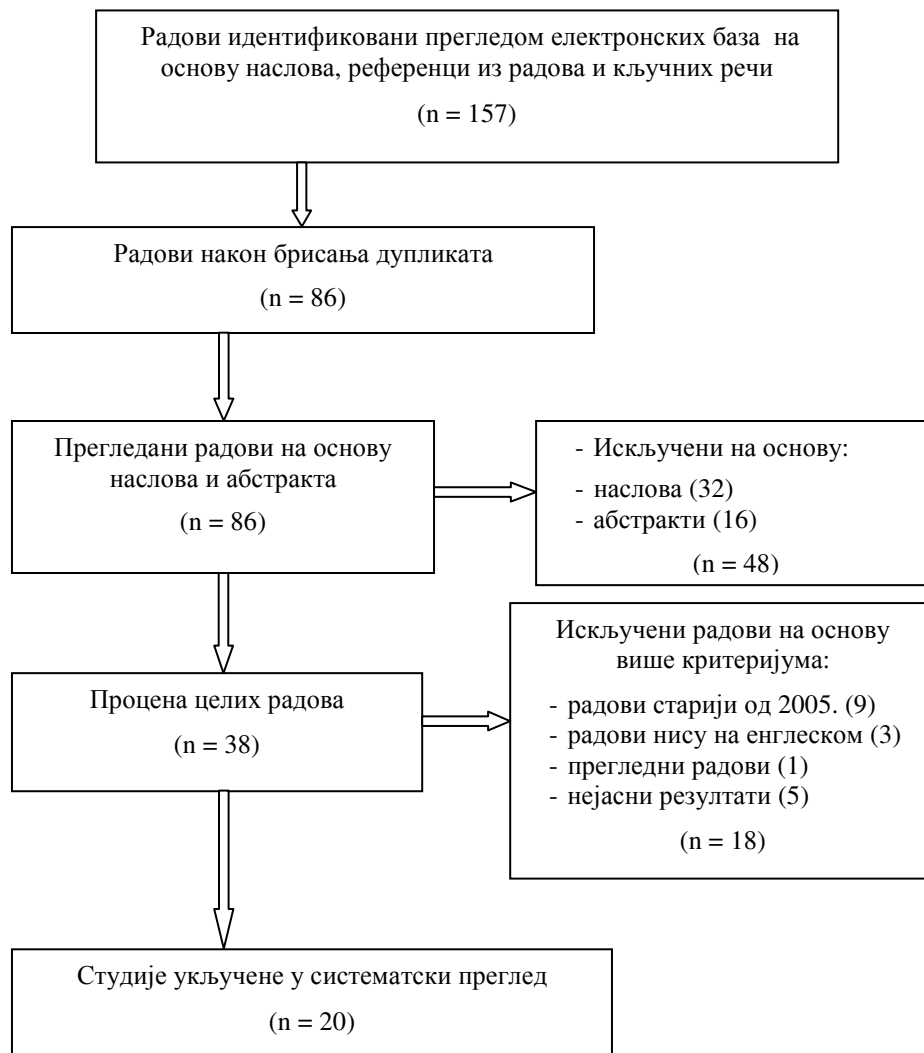 Радови идентификовани прегледом електронских база на
основу наслова, референци из радова и кључних речи
(n = 157)
Радови након брисања дупликата
(n = 86)
Прегледани радови на основу
наслова и абстракта
(n = 86)
- Искључени на основу:
- наслова (32)
- абстракти (16)
(n = 48)
Процена целих радова
(n = 38)
Искључени радови на основу
више критеријума:
- радови старији од 2005. (9)
- радови нису на енглеском (3)
- прегледни радови (1)
- нејасни резултати (5)
(n = 18)
Студије укључене у систематски преглед
(n = 20)